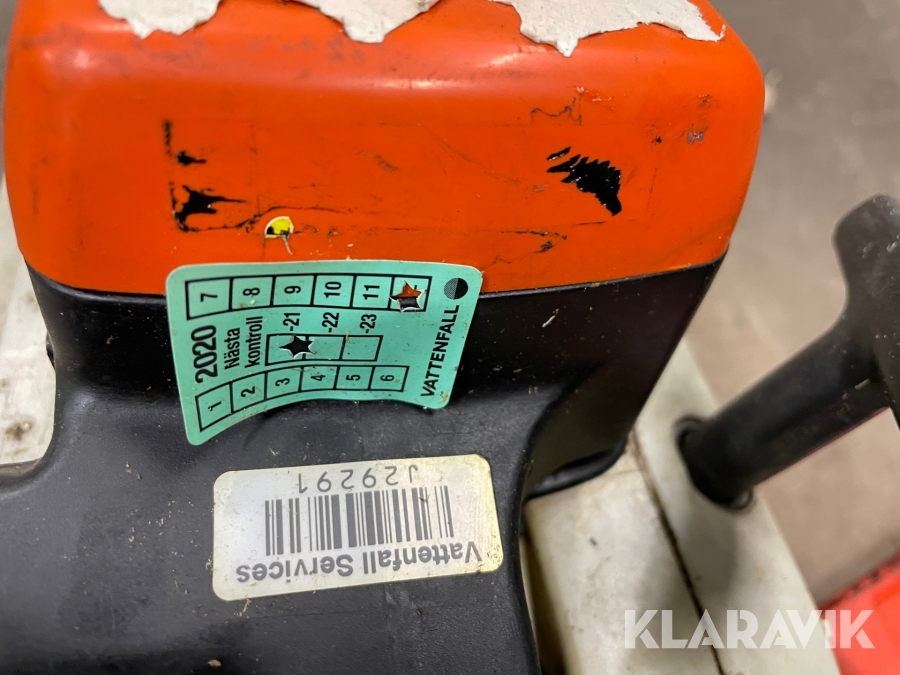 7 8 9 10 11
2020
Nästa
kontroll
-21 -22 -23
1 2 3 4 5 6
VATTENFALL
Vattenfall Services
J29291
KLARAVIK